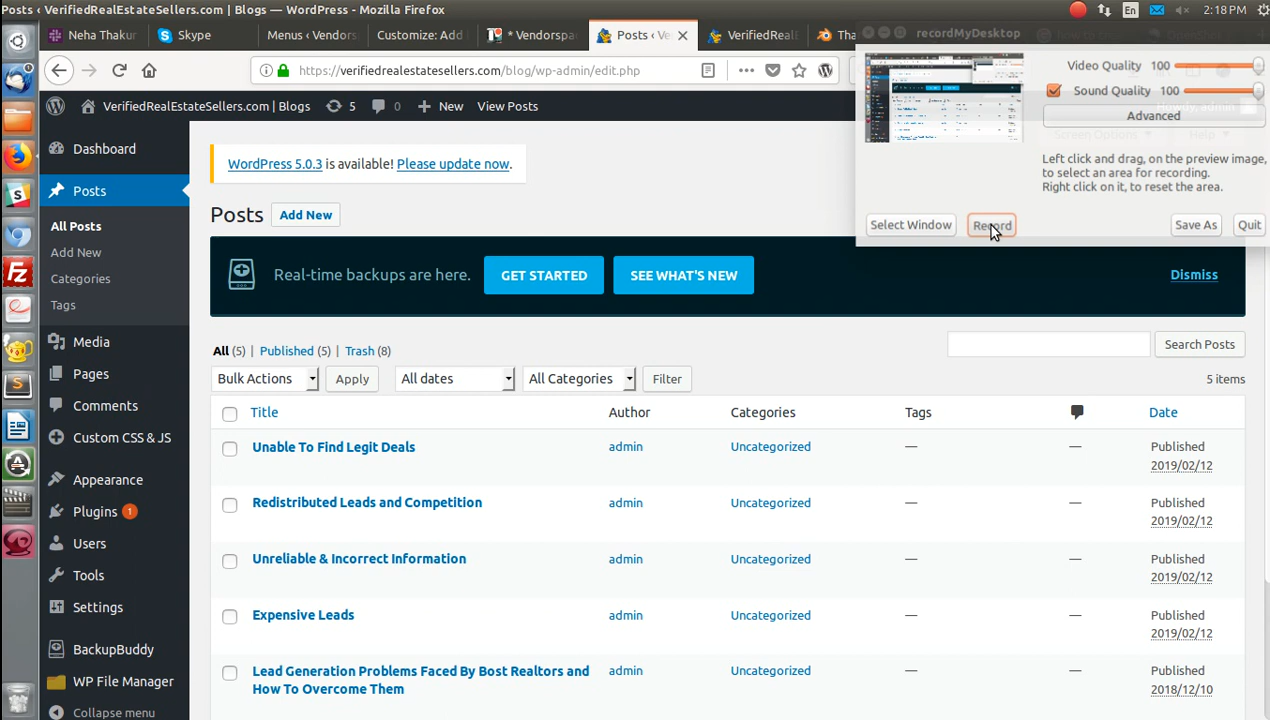 Posts ‹ VerifiedRealEstateSellers.com | Blogs — WordPress - Mozilla Firefox
En
2:18 PM
Neha Thakur
Skype
Menus ‹ Vendors
Customize: Add
* Vendorspa
Posts ‹ Ve
VerifiedReal
Tha
recordMyDesktop
https://verifiedrealestatesellers.com/blog/wp-admin/edit.php
Video Quality 100
Sound Quality 100
Advanced
Left click and drag, on the preview image,
to select an area for recording.
Right click on it, to reset the area.
Select Window
Record
Save As
Quit
VerifiedRealEstateSellers.com | Blogs
5
0
New
View Posts
Howdy, admin
Screen Options
Help
Dashboard
Posts
All Posts
Add New
Categories
Tags
Media
Pages
Comments
Custom CSS & JS
Appearance
Plugins 1
Users
Tools
Settings
BackupBuddy
WP File Manager
Collapse menu
WordPress 5.0.3 is available! Please update now.
Posts
Add New
Real-time backups are here.
GET STARTED
SEE WHAT'S NEW
Dismiss
All (5) | Published (5) | Trash (8)
Search Posts
Bulk Actions
Apply
All dates
All Categories
Filter
5 items
Title Author Categories Tags Date
Unable To Find Legit Deals admin Uncategorized — — Published
2019/02/12
Redistributed Leads and Competition admin Uncategorized — — Published
2019/02/12
Unreliable & Incorrect Information admin Uncategorized — — Published
2019/02/12
Expensive Leads admin Uncategorized — — Published
2019/02/12
Lead Generation Problems Faced By Bost Realtors and admin Uncategorized — — Published
How To Overcome Them 2018/12/10